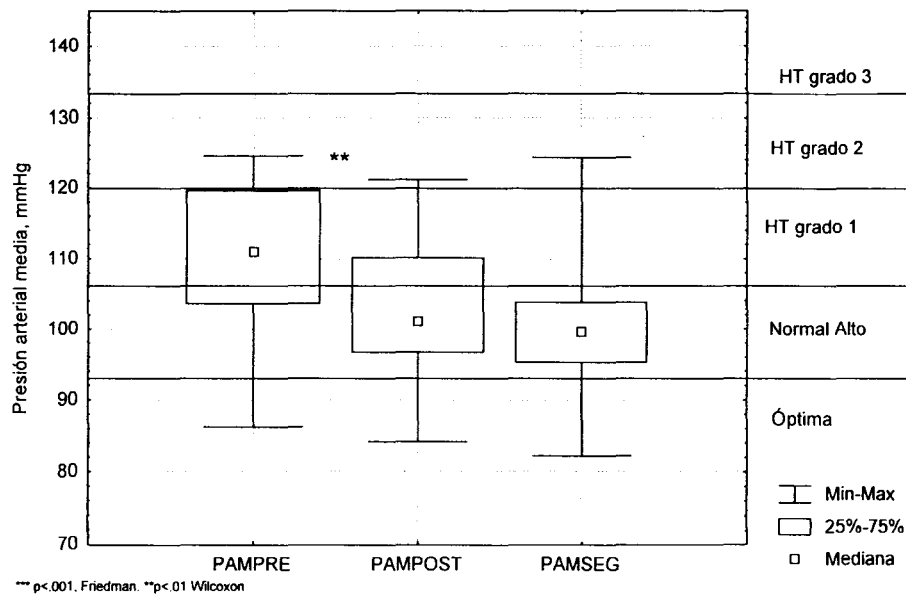 Presión arterial media, mmHg
140
130
120
110
100
90
80
70
**
PAMPRE
PAMPOST
PAMSEG
HT grado 3
HT grado 2
HT grado 1
Normal Alto
Óptima
Min-Max
25%-75%
Mediana
*** p<.001, Friedman. **p<.01 Wilcoxon